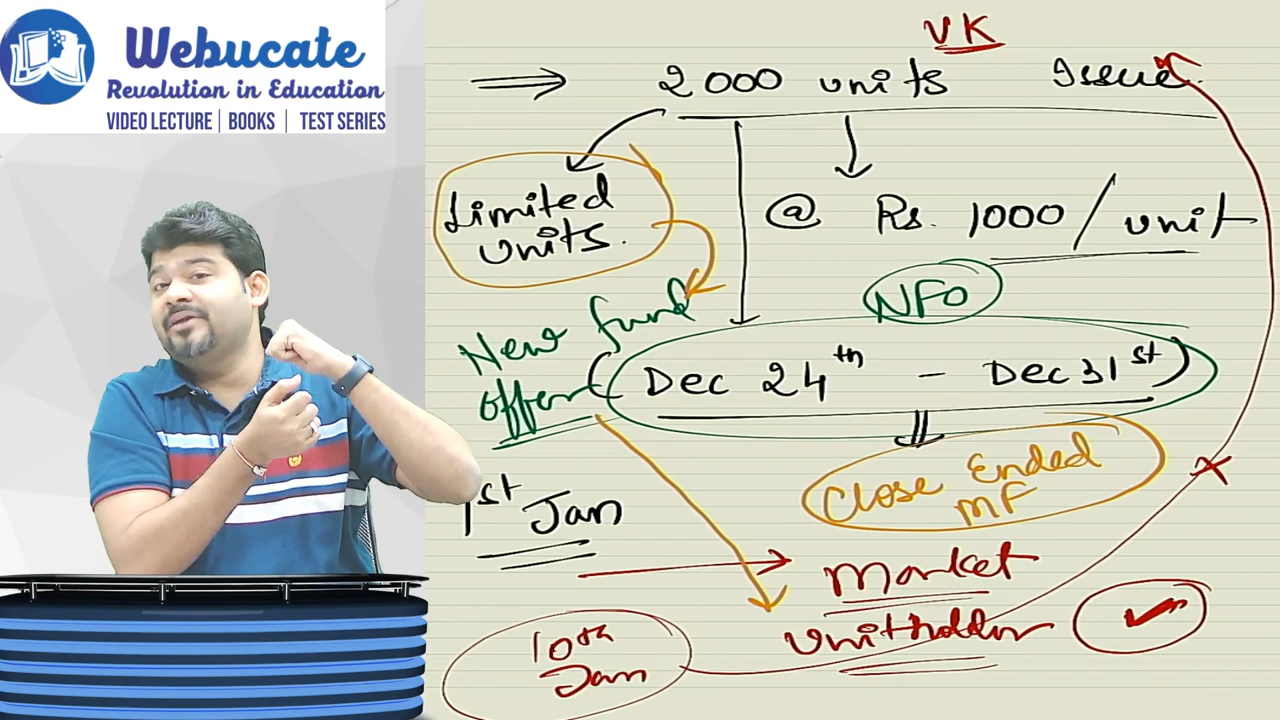 Webucate
Revolution in Education
VIDEO LECTURE | BOOKS | TEST SERIES
VK
2000 units Issue
Limited
units.
@ Rs. 1000 / unit
NFO
New fund
offer
(Dec 24th - Dec 31st)
Close Ended
MF
1st Jan
Market
Unitholder
10th
Jan